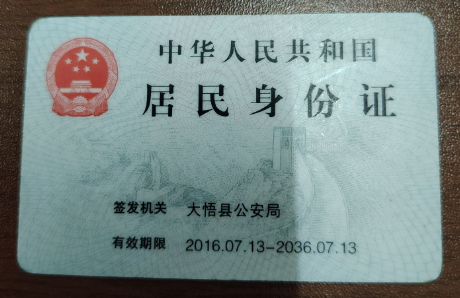 中华人民共和国
居民身份证
签发机关 大悟县公安局
有效期限 2016.07.13-2036.07.13